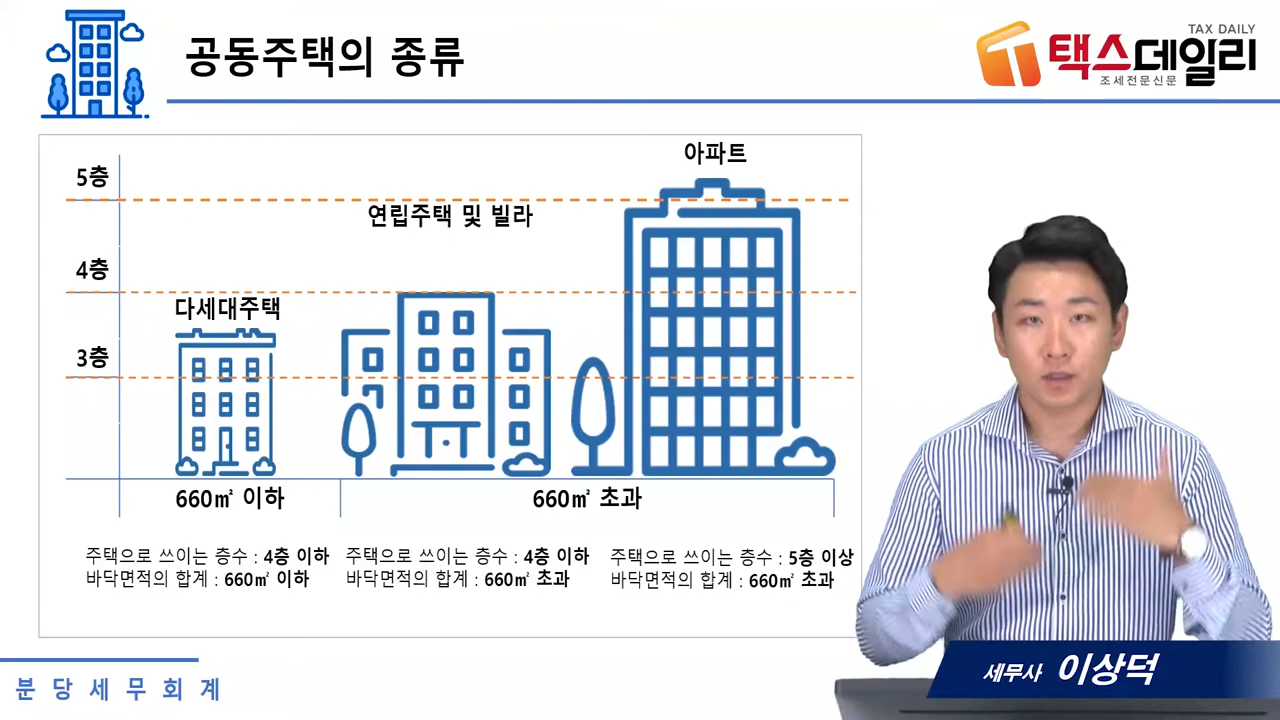 공동주택의 종류
TAX DAILY
택스데일리
조세전문신문
아파트
5층
연립주택 및 빌라
4층
다세대주택
3층
660㎡ 이하
660㎡ 초과
주택으로 쓰이는 층수 : 4층 이하
바닥면적의 합계 : 660㎡ 이하
주택으로 쓰이는 층수 : 4층 이하
바닥면적의 합계 : 660㎡ 초과
주택으로 쓰이는 층수 : 5층 이상
바닥면적의 합계 : 660㎡ 초과
세무사 이상덕
분당세무회계